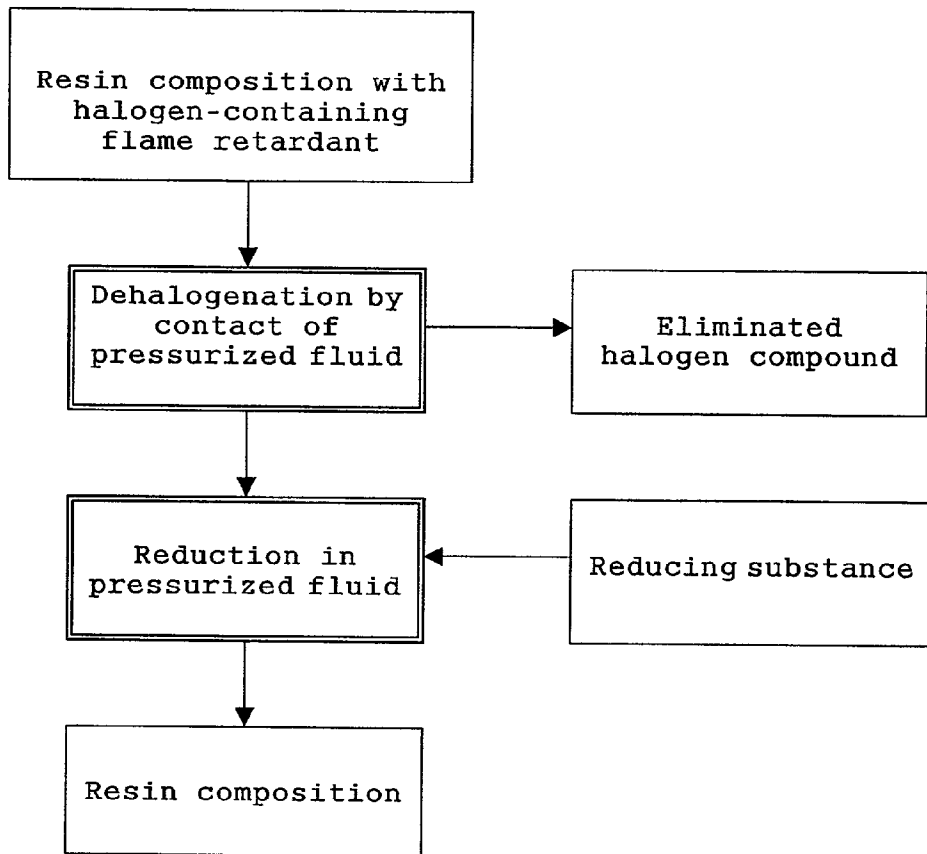 Resin composition with
halogen-containing
flame retardant
Dehalogenation by
contact of
pressurized fluid
Eliminated
halogen compound
Reduction in
pressurized fluid
Reducing substance
Resin composition